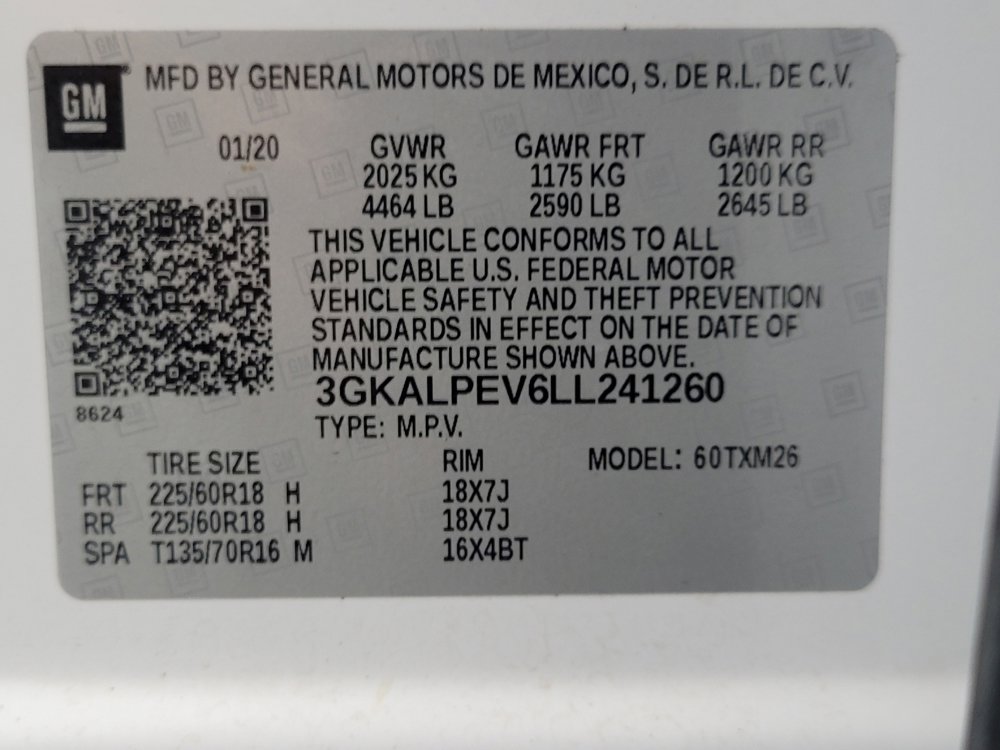 GM
MFD BY GENERAL MOTORS DE MEXICO, S. DE R.L. DE C.V.
01/20 GVWR GAWR FRT GAWR RR
2025 KG 1175 KG 1200 KG
4464 LB 2590 LB 2645 LB
THIS VEHICLE CONFORMS TO ALL
APPLICABLE U.S. FEDERAL MOTOR
VEHICLE SAFETY AND THEFT PREVENTION
STANDARDS IN EFFECT ON THE DATE OF
MANUFACTURE SHOWN ABOVE.
3GKALPEV6LL241260
8624
TYPE: M.P.V.
TIRE SIZE RIM MODEL: 60TXM26
FRT 225/60R18 H 18X7J
RR 225/60R18 H 18X7J
SPA T135/70R16 M 16X4BT